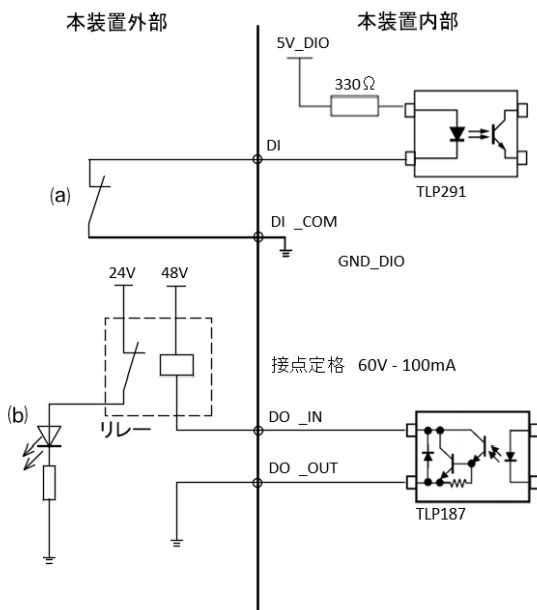 本装置外部
本装置内部
5V_DIO
330Ω
DI
TLP291
(a)
DI _COM
GND_DIO
24V
48V
接点定格 60V - 100mA
(b)
リレー
DO _IN
DO _OUT
TLP187